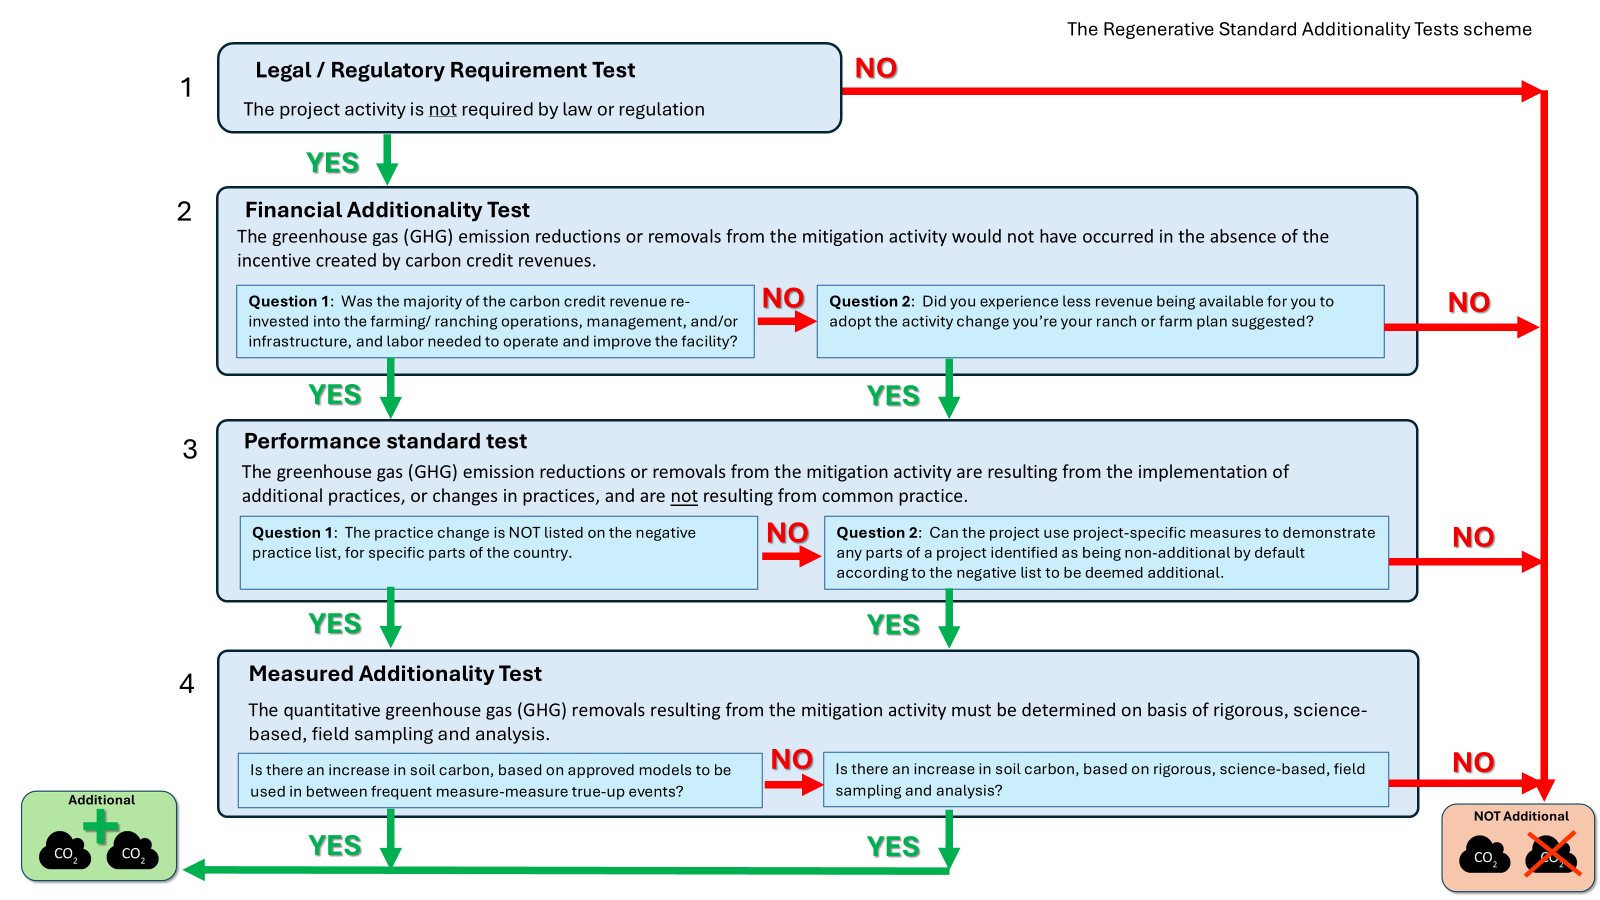 The Regenerative Standard Additionality Tests scheme
1
Legal / Regulatory Requirement Test
The project activity is not required by law or regulation
NO
YES
2
Financial Additionality Test
The greenhouse gas (GHG) emission reductions or removals from the mitigation activity would not have occurred in the absence of the
incentive created by carbon credit revenues.
Question 1: Was the majority of the carbon credit revenue re-
invested into the farming/ ranching operations, management, and/or
infrastructure, and labor needed to operate and improve the facility?
NO
Question 2: Did you experience less revenue being available for you to
adopt the activity change you're your ranch or farm plan suggested?
NO
YES
YES
3
Performance standard test
The greenhouse gas (GHG) emission reductions or removals from the mitigation activity are resulting from the implementation of
additional practices, or changes in practices, and are not resulting from common practice.
Question 1: The practice change is NOT listed on the negative
practice list, for specific parts of the country.
NO
Question 2: Can the project use project-specific measures to demonstrate
any parts of a project identified as being non-additional by default
according to the negative list to be deemed additional.
NO
YES
YES
4
Measured Additionality Test
The quantitative greenhouse gas (GHG) removals resulting from the mitigation activity must be determined on basis of rigorous, science-
based, field sampling and analysis.
Is there an increase in soil carbon, based on approved models to be
used in between frequent measure-measure true-up events?
NO
Is there an increase in soil carbon, based on rigorous, science-based, field
sampling and analysis?
NO
YES
YES
Additional
CO2
CO2
NOT Additional
CO2
CO2